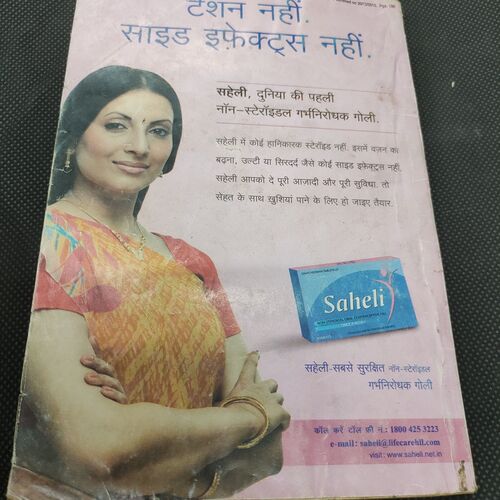 टेंशन नहीं.
साइड इफ़ेक्ट्स नहीं.
सहेली, दुनिया की पहली
नॉन-स्टेरॉइडल गर्भनिरोधक गोली.
सहेली में कोई हानिकारक स्टेरॉइड नहीं. इसमें वज़न का
बढ़ना, उल्टी या सिरदर्द जैसे कोई साइड इफ़ेक्ट्स नहीं.
सहेली आपको दे पूरी आज़ादी और पूरी सुविधा. तो
सेहत के साथ ख़ुशियां पाने के लिए हो जाइए तैयार.
Saheli
सहेली-सबसे सुरक्षित नॉन-स्टेरॉइडल
गर्भनिरोधक गोली
कॉल करें टॉल फ्री नं.: 1800 425 3223
e-mail: saheli@lifecarehll.com
visit: www.saheli.net.in